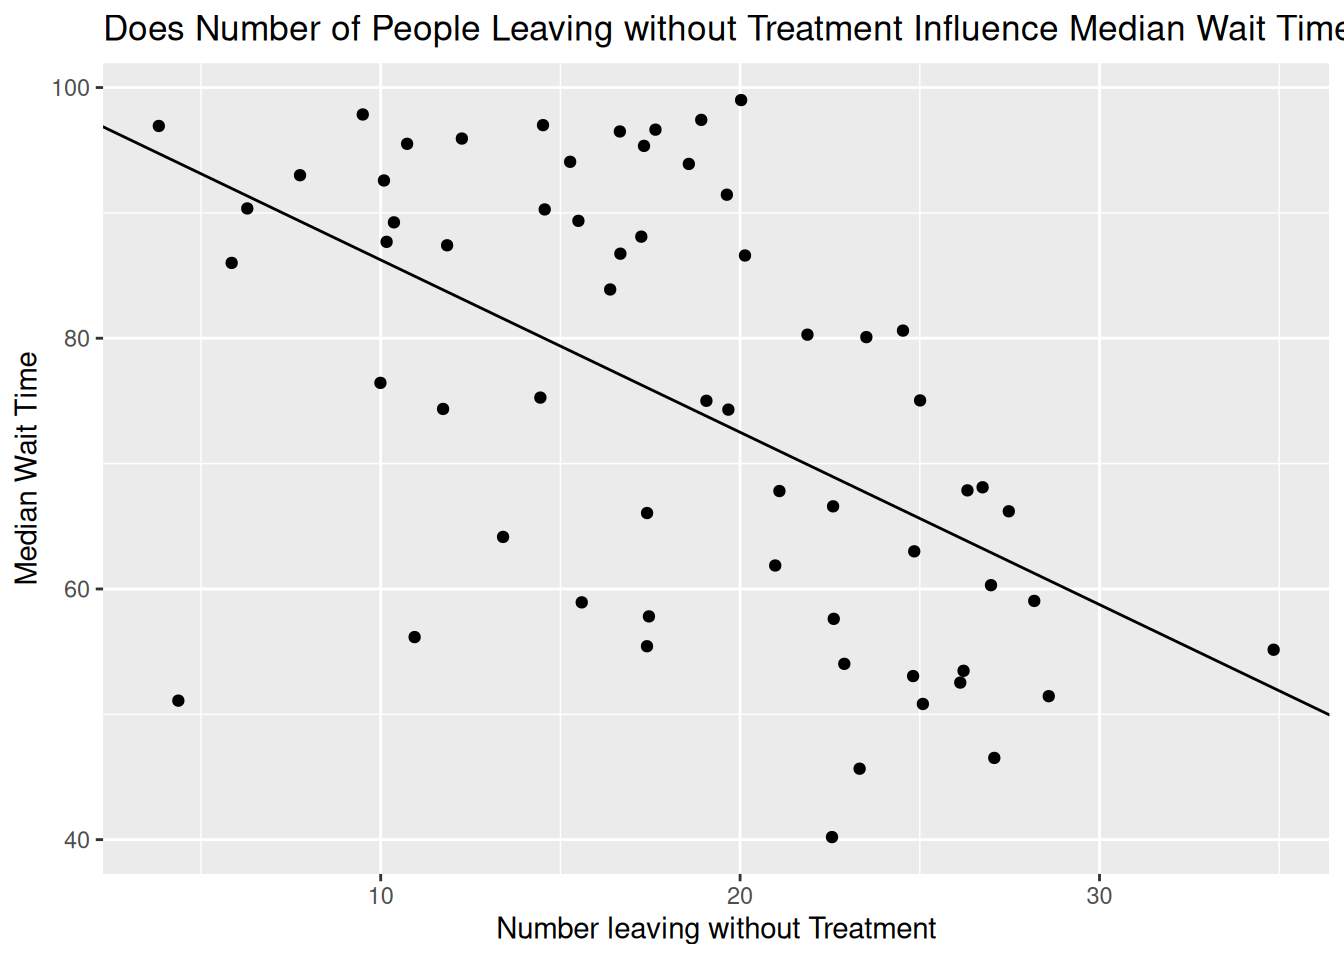 Does Number of People Leaving without Treatment Influence Median Wait Time
100
80
60
40
Median Wait Time
10 20 30
Number leaving without Treatment